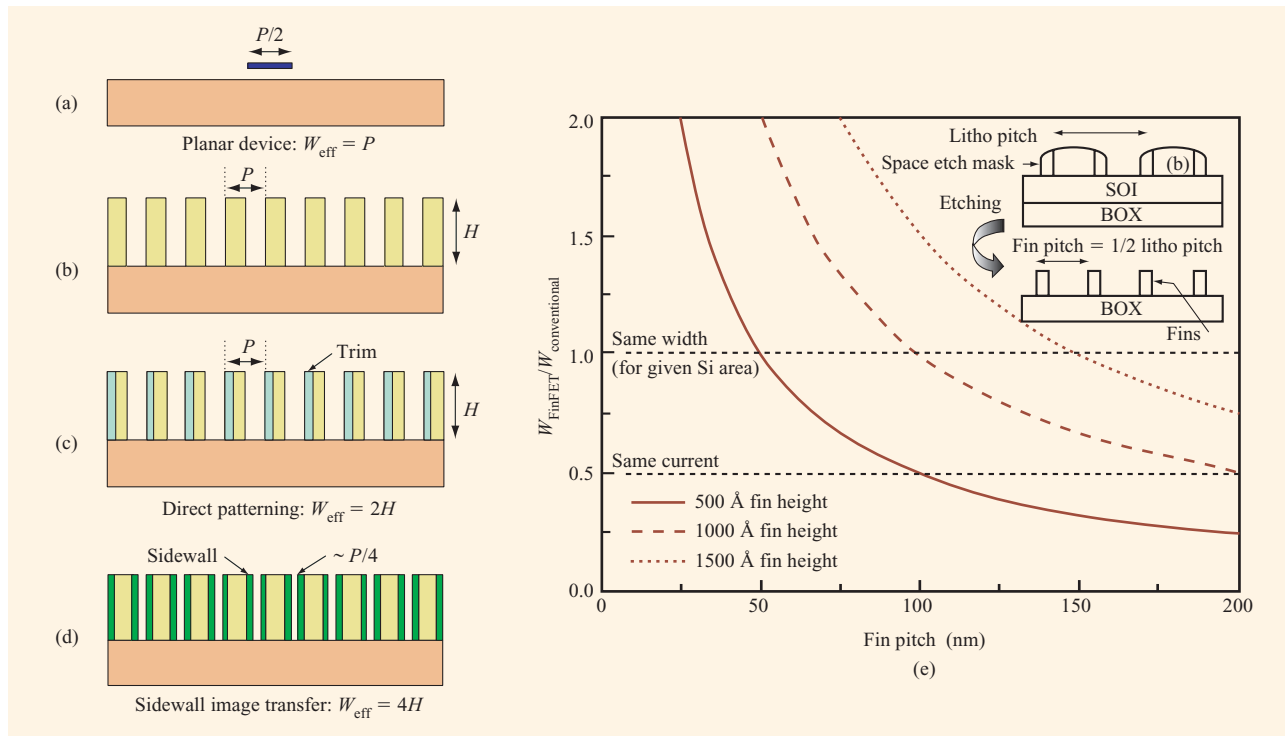 P/2
(a)
Planar device: W_eff = P
P
H
(b)
P
Trim
H
(c)
Direct patterning: W_eff = 2H
Sidewall
~ P/4
(d)
Sidewall image transfer: W_eff = 4H
W_FinFET/W_conventional
2.0
1.5
1.0
0.5
0.0
0
50
100
150
200
Fin pitch (nm)
(e)
Same width
(for given Si area)
Same current
500 Å fin height
1000 Å fin height
1500 Å fin height
Litho pitch
Space etch mask
(b)
SOI
BOX
Etching
Fin pitch = 1/2 litho pitch
BOX
Fins